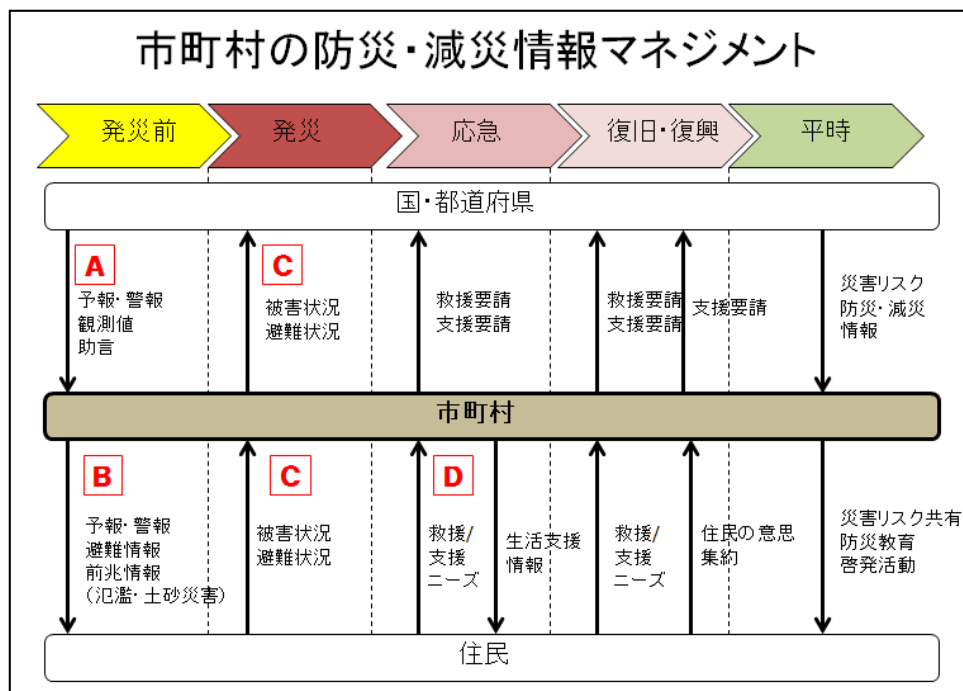 市町村の防災・減災情報マネジメント
発災前
発災
応急
復旧・復興
平時
国・都道府県
A
予報・警報
観測値
助言
C
被害状況
避難状況
救援要請
支援要請
救援要請
支援要請
支援要請
災害リスク
防災・減災
情報
市町村
B
予報・警報
避難情報
前兆情報
（氾濫・土砂災害）
C
被害状況
避難状況
D
救援/
支援
ニーズ
生活支援
情報
救援/
支援
ニーズ
住民の意思
集約
災害リスク共有
防災教育
啓発活動
住民